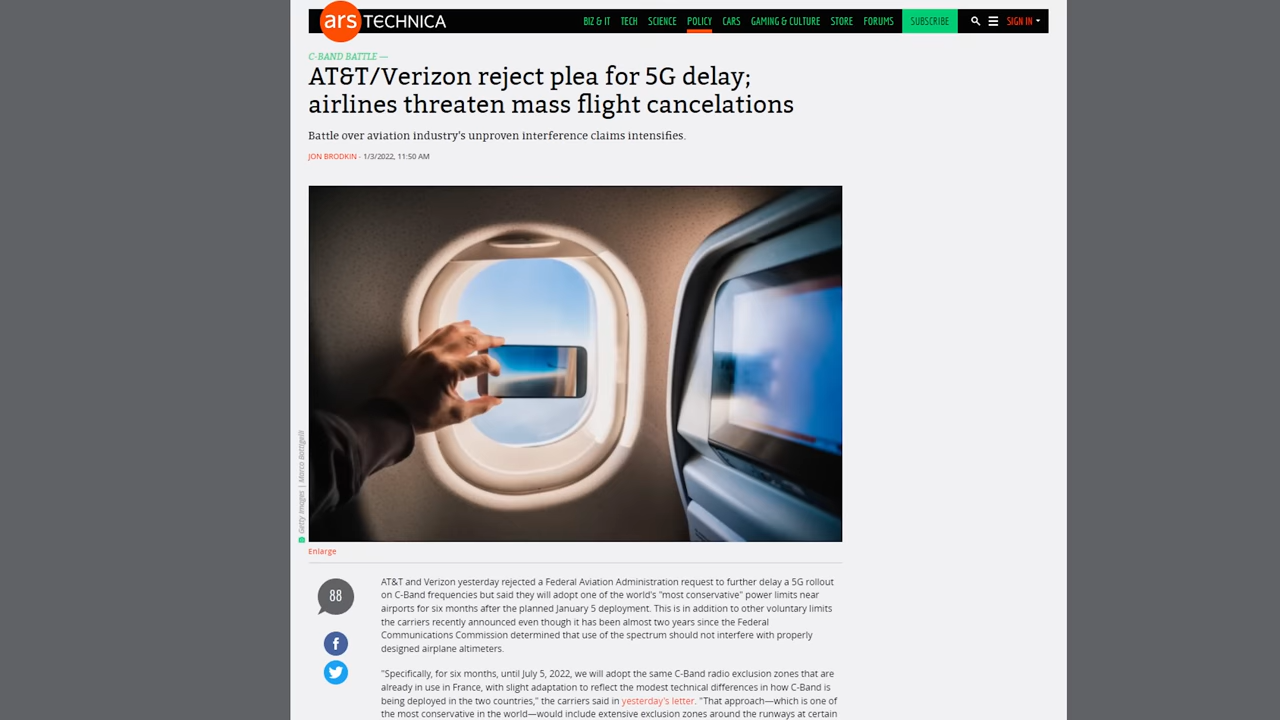 ars TECHNICA
BIZ & IT TECH SCIENCE POLICY CARS GAMING & CULTURE STORE FORUMS SUBSCRIBE SIGN IN
C-BAND BATTLE —
AT&T/Verizon reject plea for 5G delay;
airlines threaten mass flight cancelations
Battle over aviation industry's unproven interference claims intensifies.
JON BRODKIN - 1/3/2022, 11:50 AM
Getty Images | Marco Bottigelli
Enlarge
88
AT&T and Verizon yesterday rejected a Federal Aviation Administration request to further delay a 5G rollout
on C-Band frequencies but said they will adopt one of the world's "most conservative" power limits near
airports for six months after the planned January 5 deployment. This is in addition to other voluntary limits
the carriers recently announced even though it has been almost two years since the Federal
Communications Commission determined that use of the spectrum should not interfere with properly
designed airplane altimeters.
"Specifically, for six months, until July 5, 2022, we will adopt the same C-Band radio exclusion zones that are
already in use in France, with slight adaptation to reflect the modest technical differences in how C-Band is
being deployed in the two countries," the carriers said in yesterday's letter. "That approach—which is one of
the most conservative in the world—would include extensive exclusion zones around the runways at certain